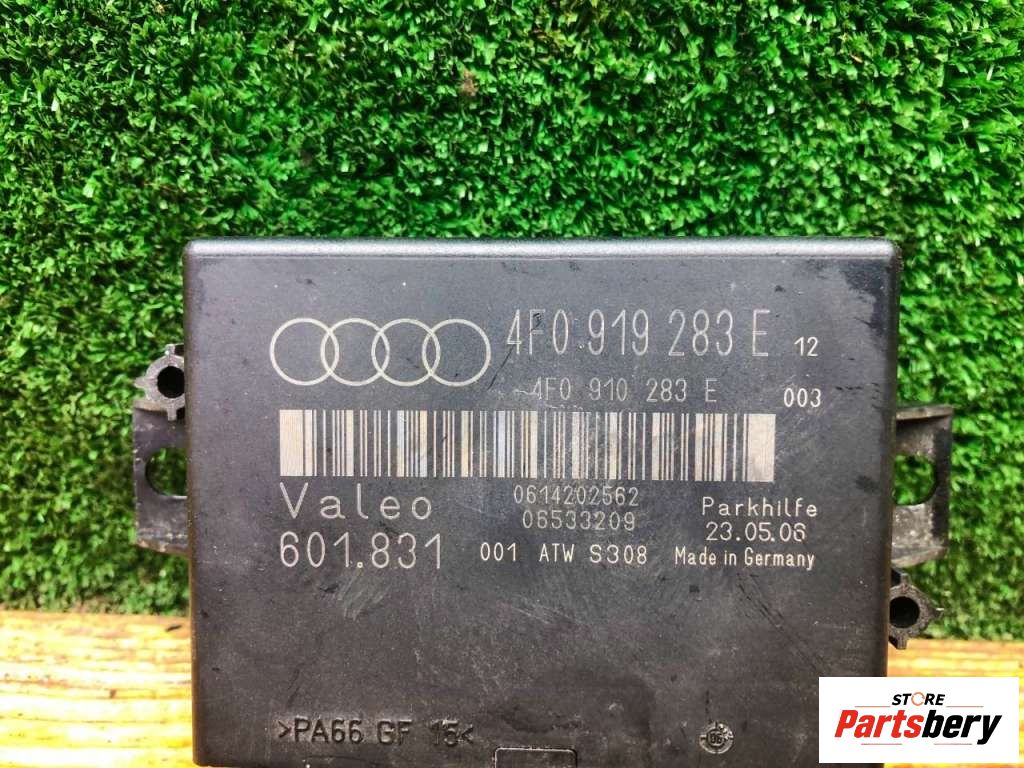 4F0 919 283 E 12
4F0 910 283 E 003
Valeo
0614202562
06533209
Parkhilfe
23.05.06
601.831
001 ATW S308
Made in Germany
>PA66 GF 15<
06
STORE
Partsbery